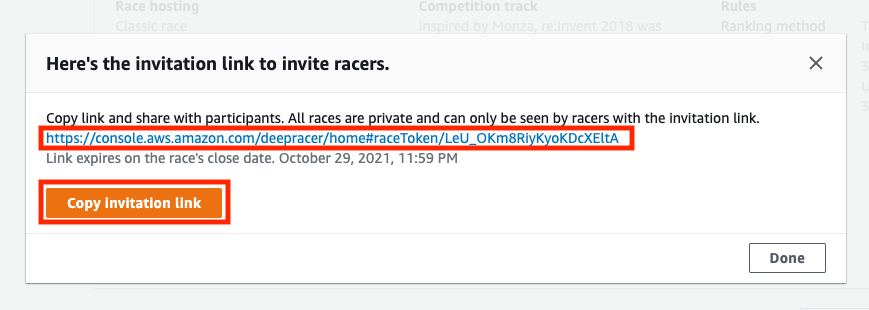 Race hosting
Classic race
Competition track
Inspired by Monza, re:Invent 2018 was
Rules
Ranking method
Here's the invitation link to invite racers.
Copy link and share with participants. All races are private and can only be seen by racers with the invitation link.
https://console.aws.amazon.com/deepracer/home#raceToken/LeU_OKm8RiyKyoKDcXEltA
Link expires on the race's close date. October 29, 2021, 11:59 PM
Copy invitation link
Done